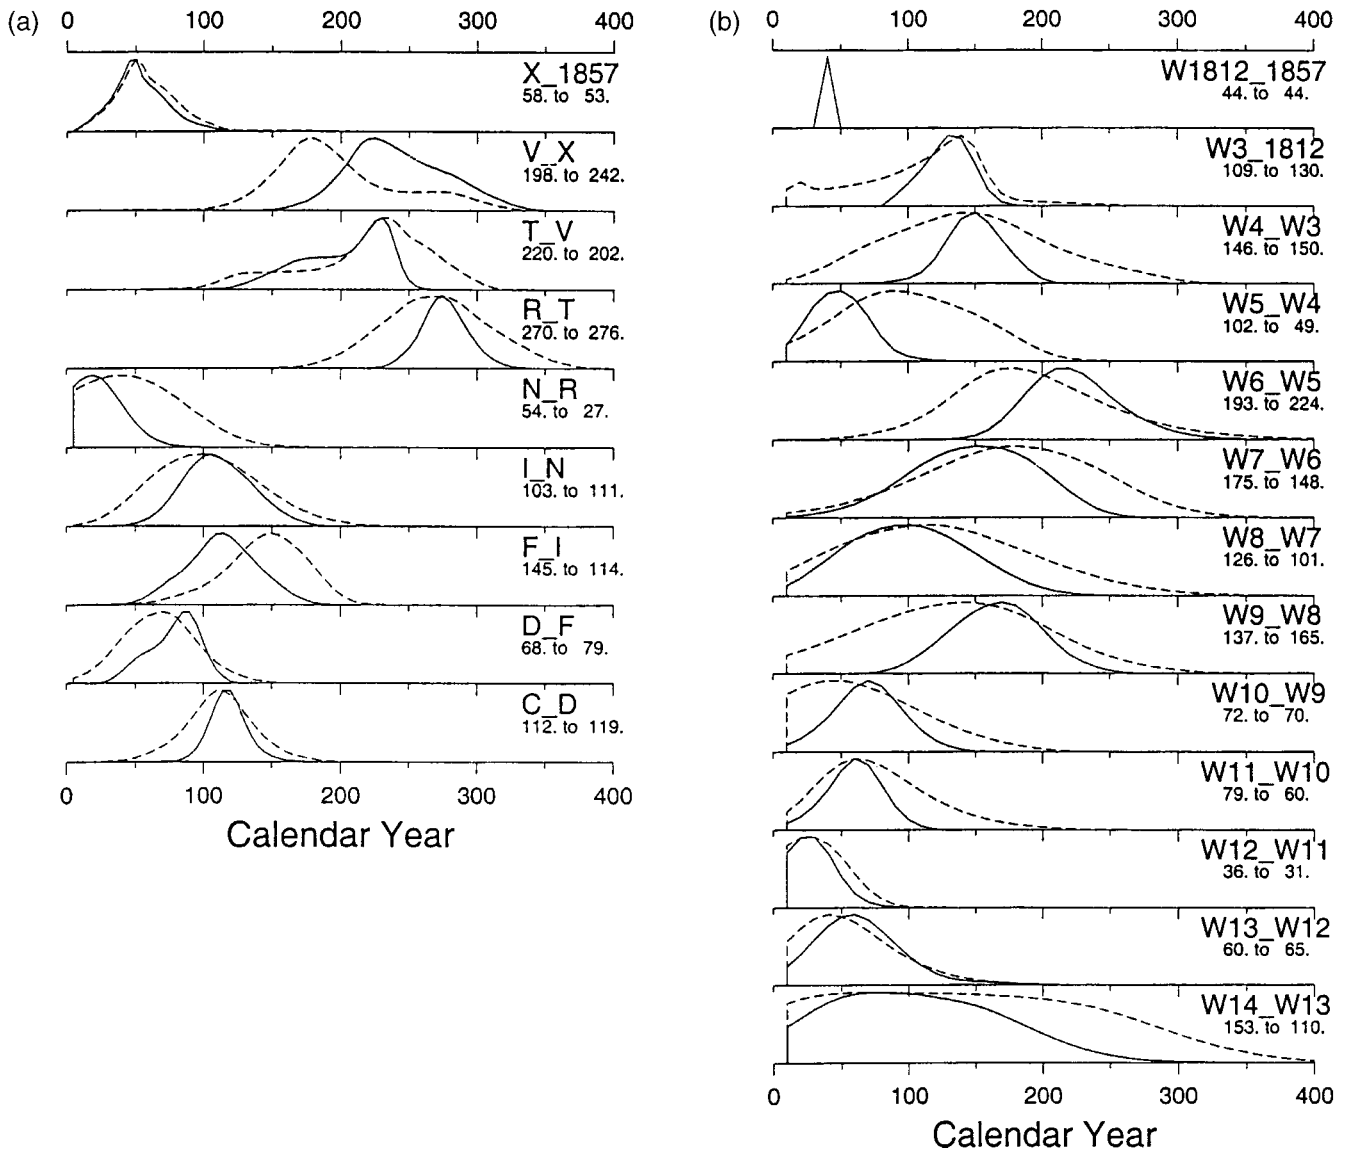 (a)
0 100 200 300 400
X_1857
58. to 53.
V_X
198. to 242.
T_V
220. to 202.
R_T
270. to 276.
N_R
54. to 27.
I_N
103. to 111.
F_I
145. to 114.
D_F
68. to 79.
C_D
112. to 119.
0 100 200 300 400
Calendar Year
(b)
0 100 200 300 400
W1812_1857
44. to 44.
W3_1812
109. to 130.
W4_W3
146. to 150.
W5_W4
102. to 49.
W6_W5
193. to 224.
W7_W6
175. to 148.
W8_W7
126. to 101.
W9_W8
137. to 165.
W10_W9
72. to 70.
W11_W10
79. to 60.
W12_W11
36. to 31.
W13_W12
60. to 65.
W14_W13
153. to 110.
0 100 200 300 400
Calendar Year